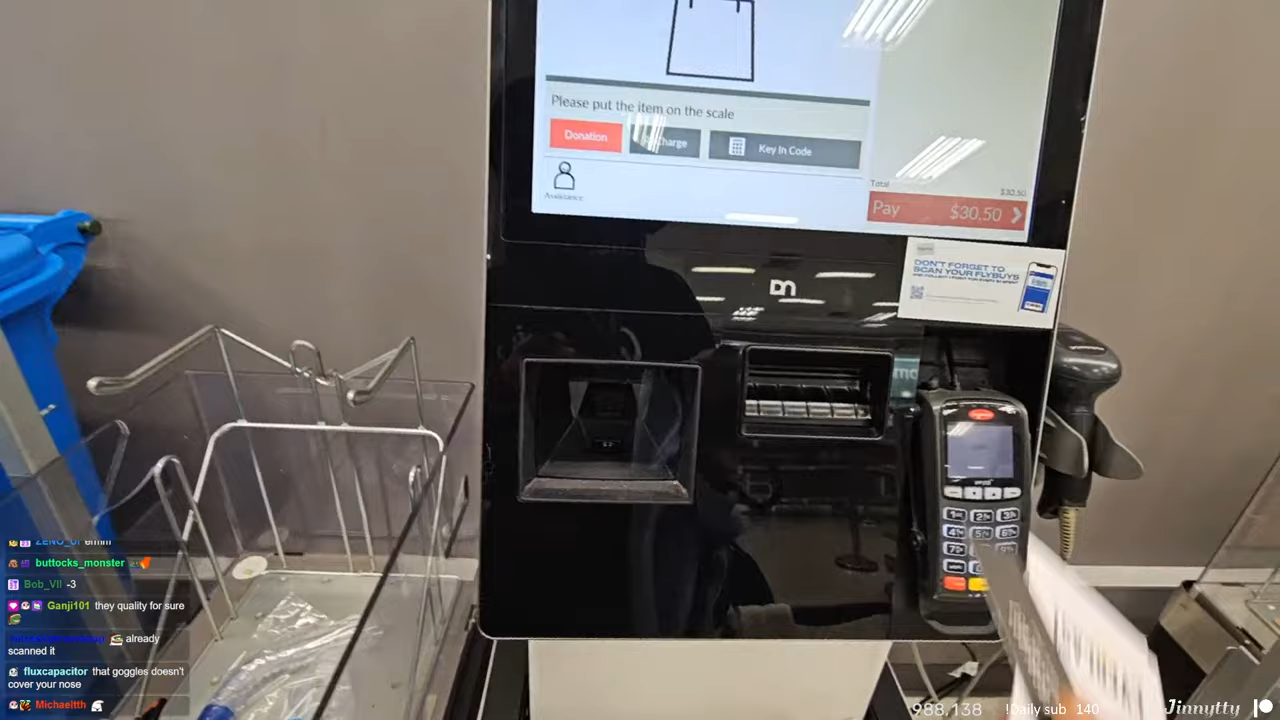 Please put the item on the scale
Donation
Key In Code
Assistance
Total
$30.50
Pay $30.50
DON'T FORGET TO
SCAN YOUR FLYBUYS
DN
buttocks_monster
Bob_VII -3
Ganji101 they quality for sure
already
scanned it
fluxcapacitor that goggles doesn't
cover your nose
Michaeltth
988,138 !Daily sub 140
Jinnytty